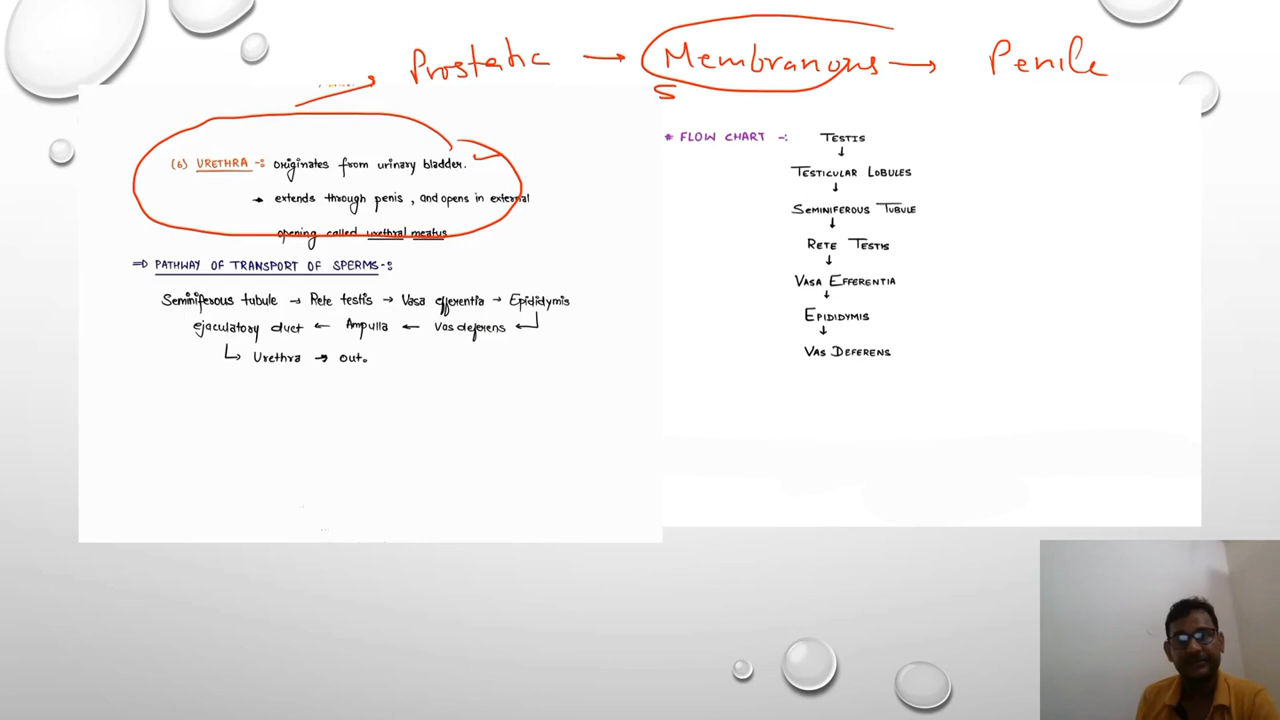 Prostatic → Membranous → Penile
S
(6) URETHRA -: originates from urinary bladder.
→ extends through penis, and opens in external
opening called urethral meatus
⇒ PATHWAY OF TRANSPORT OF SPERMS-:
Seminiferous tubule → Rete testis → Vasa efferentia → Epididymis
ejaculatory duct ← Ampulla ← Vas deferens ←
↳ Urethra → out.
* FLOW CHART -: TESTIS
↓
TESTICULAR LOBULES
↓
SEMINIFEROUS TUBULE
↓
RETE TESTIS
↓
VASA EFFERENTIA
↓
EPIDIDYMIS
↓
VAS DEFERENS